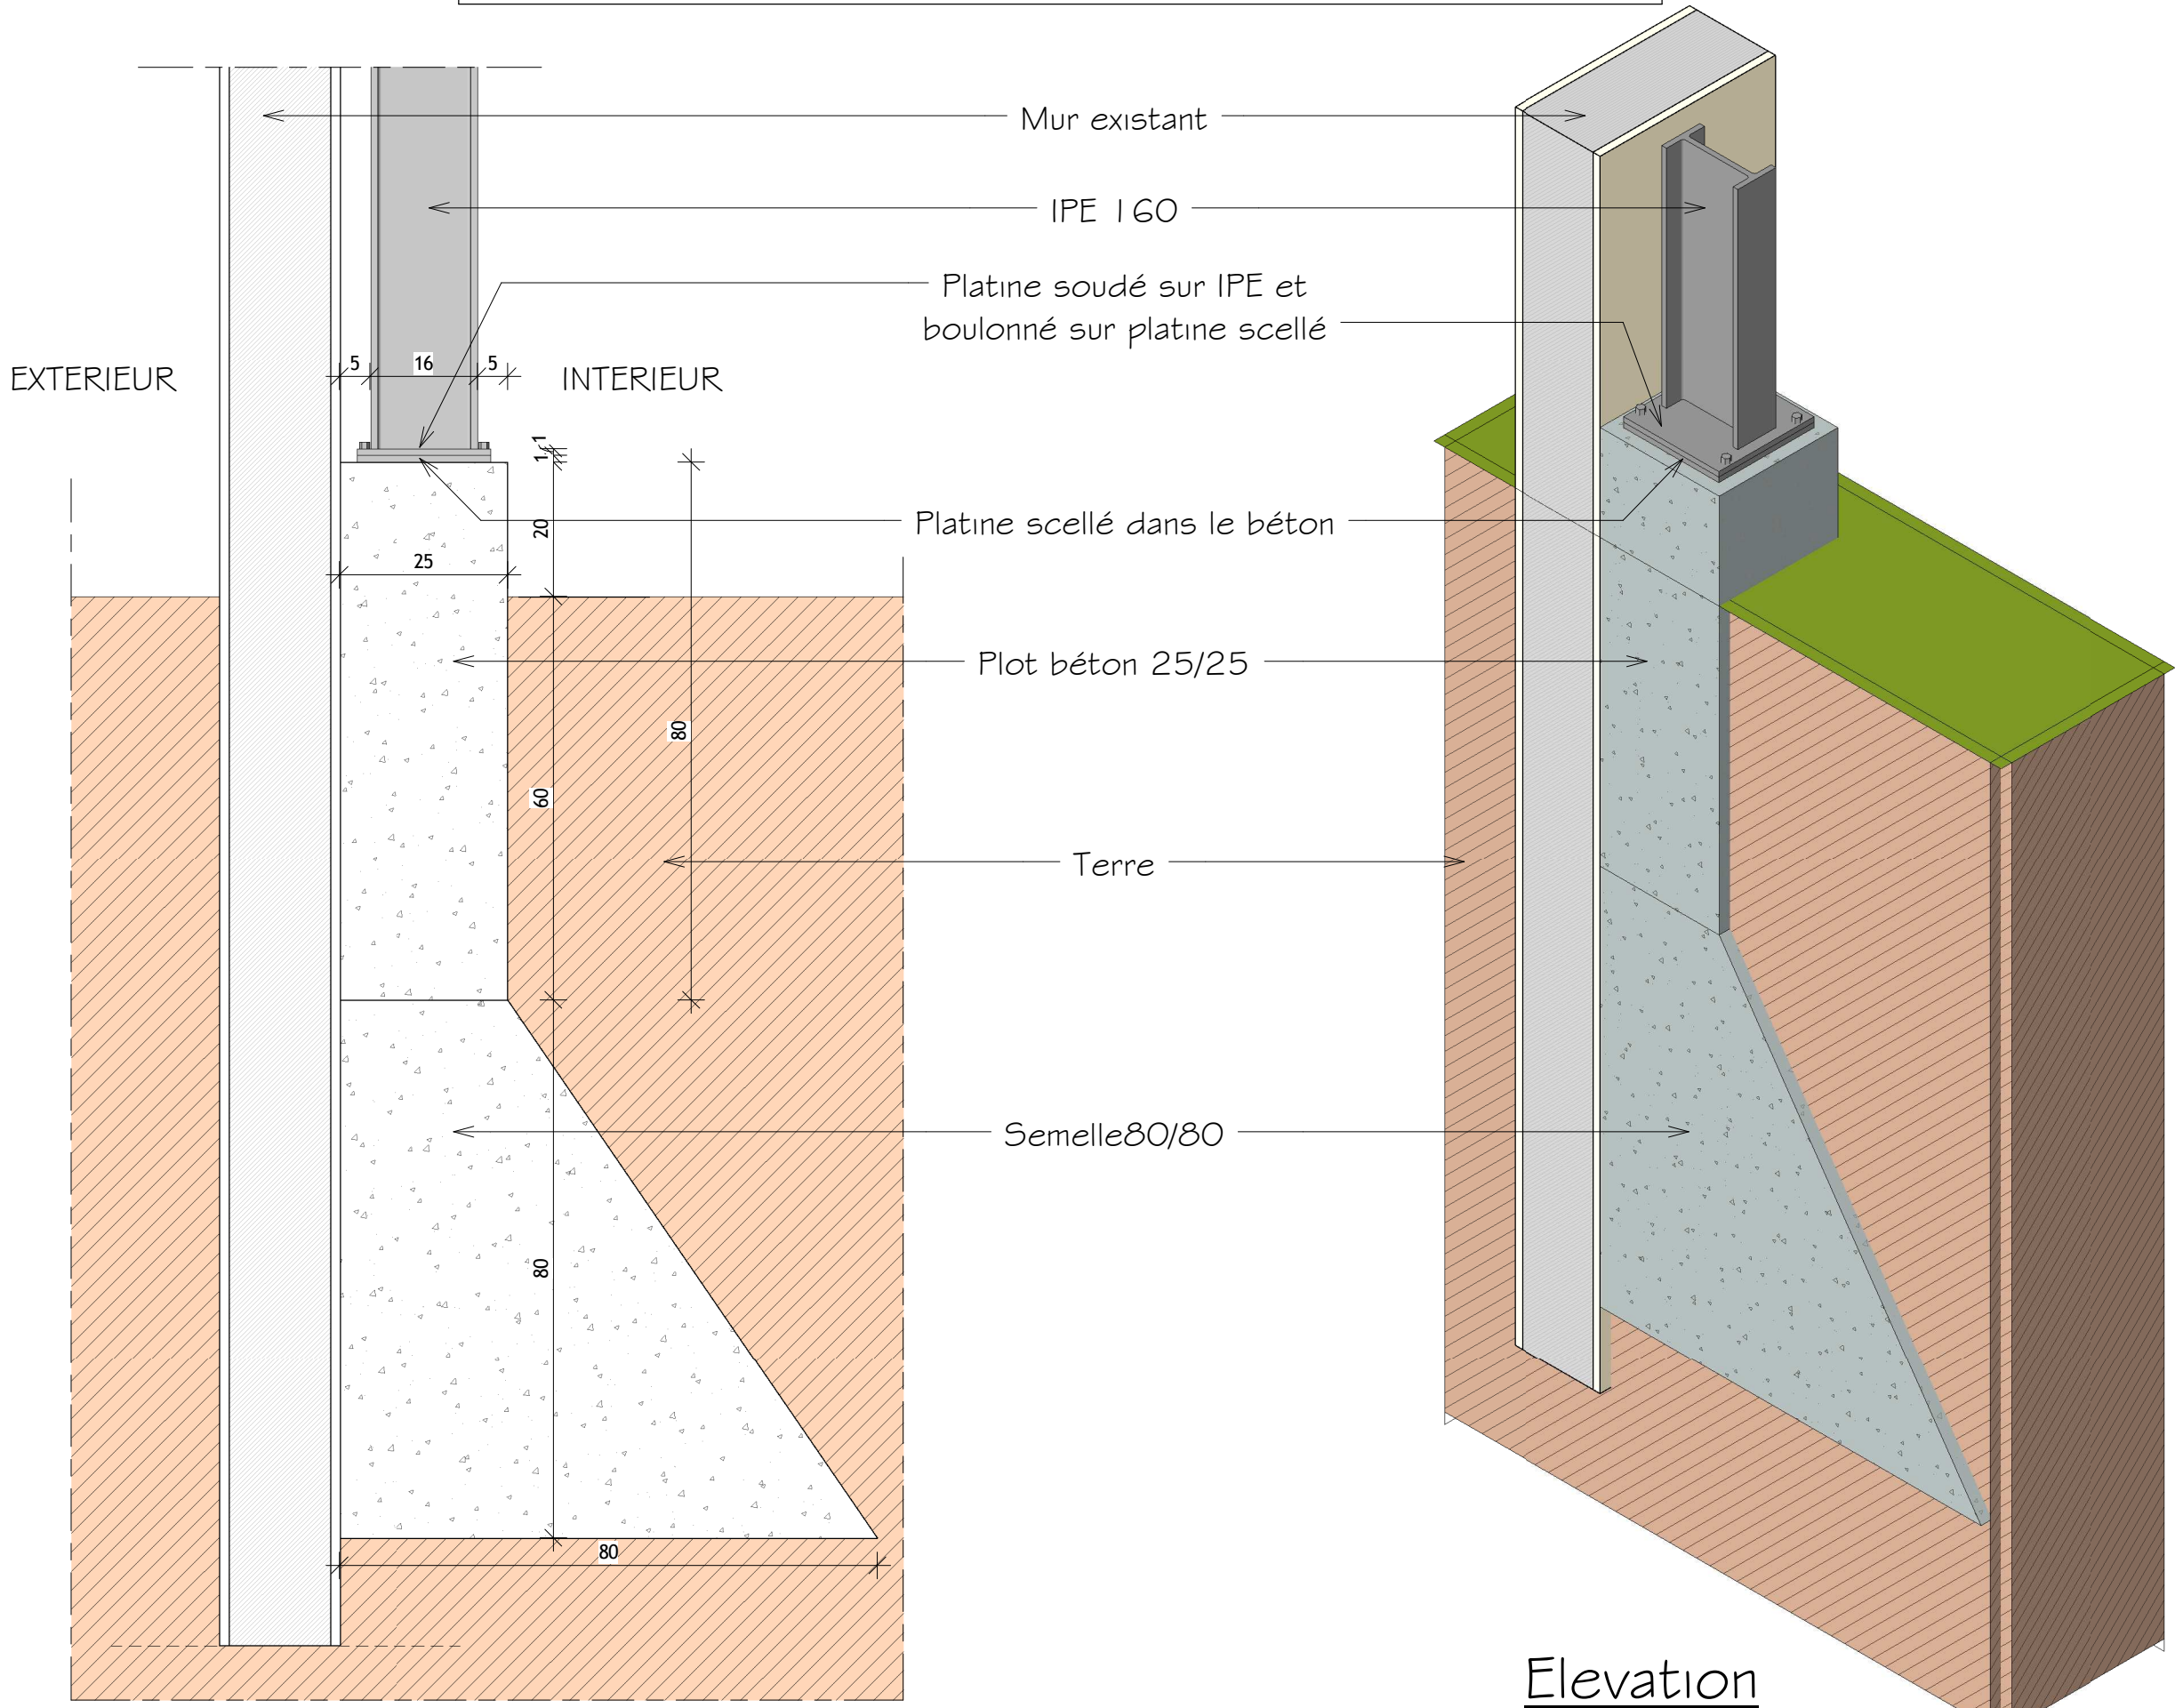 Mur existant
IPE 160
Platine soudé sur IPE et
boulonné sur platine scellé
5 16 5
EXTERIEUR
INTERIEUR
1
1
20
Platine scellé dans le béton
25
Plot béton 25/25
80
60
Terre
Semelle80/80
80
80
Elevation